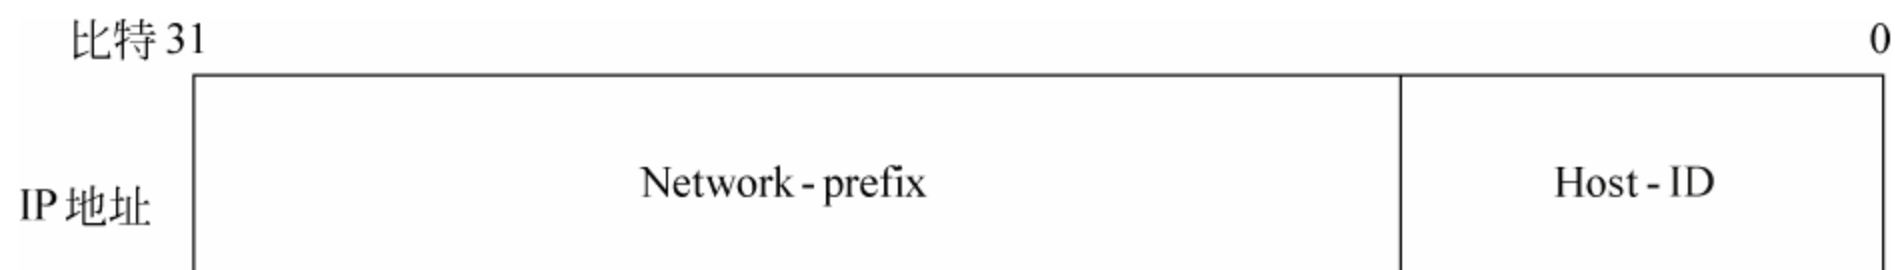 比特 31 0
Network-prefix Host-ID
IP 地址